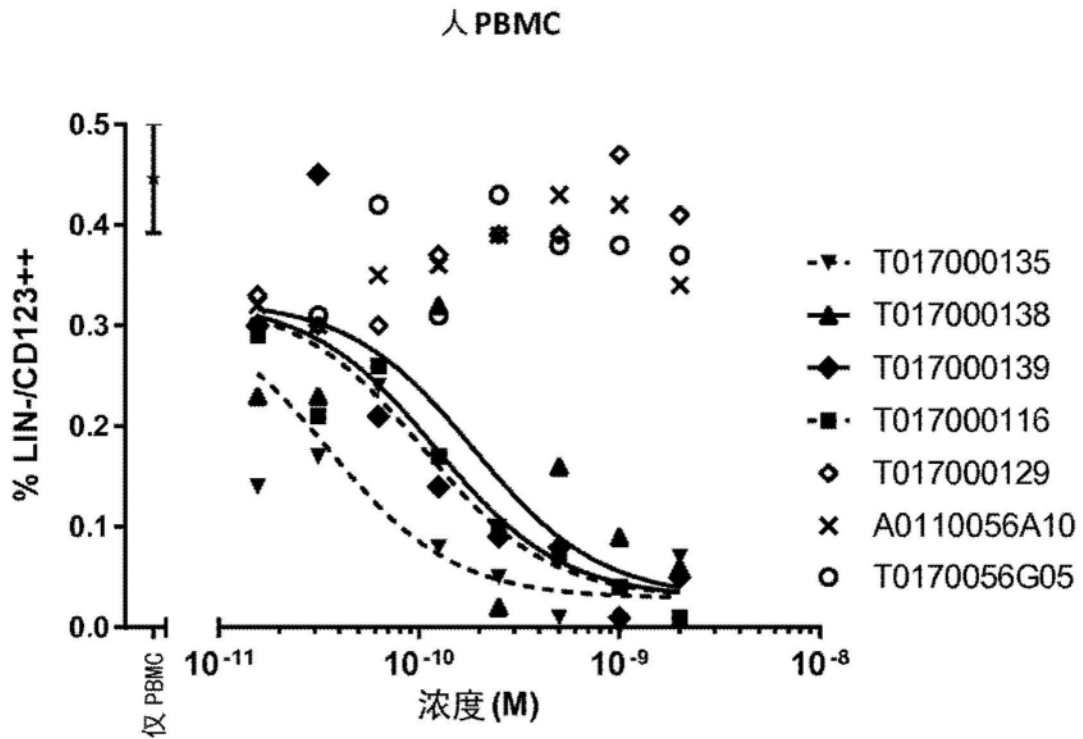 人 PBMC
% LIN-/CD123++
0.5
0.4
0.3
0.2
0.1
0.0
仅 PBMC
10-11
10-10
10-9
10-8
浓度 (M)
T017000135
T017000138
T017000139
T017000116
T017000129
A0110056A10
T0170056G05